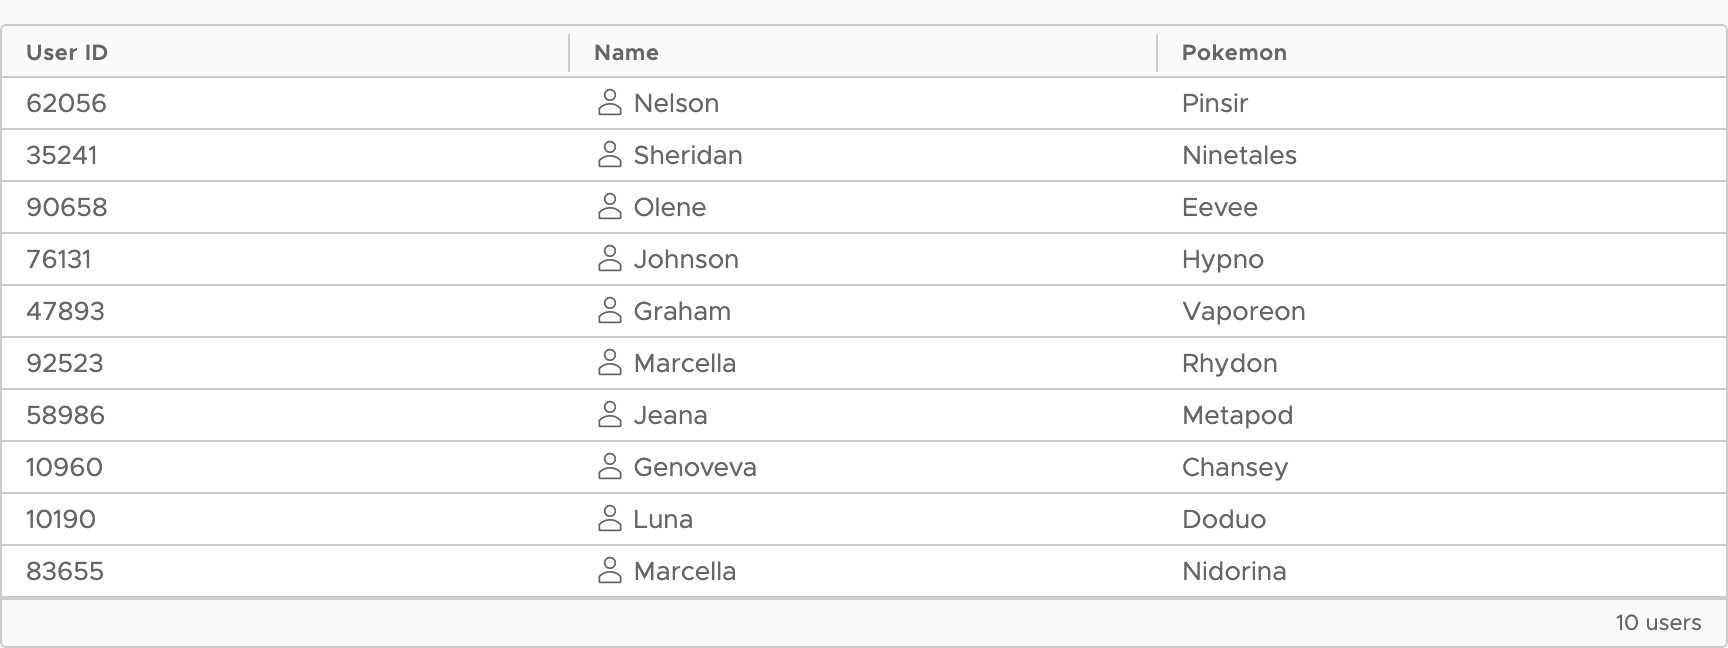 User ID Name Pokemon
62056 Nelson Pinsir
35241 Sheridan Ninetales
90658 Olene Eevee
76131 Johnson Hypno
47893 Graham Vaporeon
92523 Marcella Rhydon
58986 Jeana Metapod
10960 Genoveva Chansey
10190 Luna Doduo
83655 Marcella Nidorina
10 users